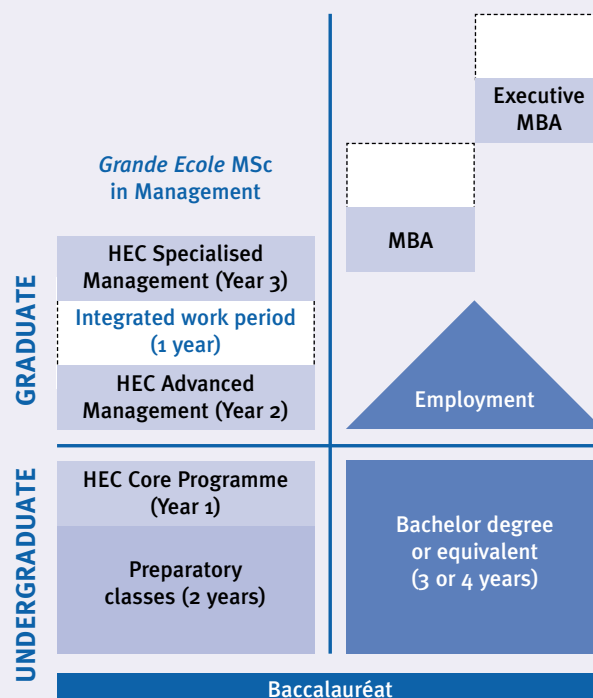 Executive
MBA
Grande Ecole MSc
in Management
MBA
HEC Specialised
Management (Year 3)
Integrated work period
(1 year)
HEC Advanced
Management (Year 2)
Employment
GRADUATE
HEC Core Programme
(Year 1)
Preparatory
classes (2 years)
Bachelor degree
or equivalent
(3 or 4 years)
UNDERGRADUATE
Baccalauréat